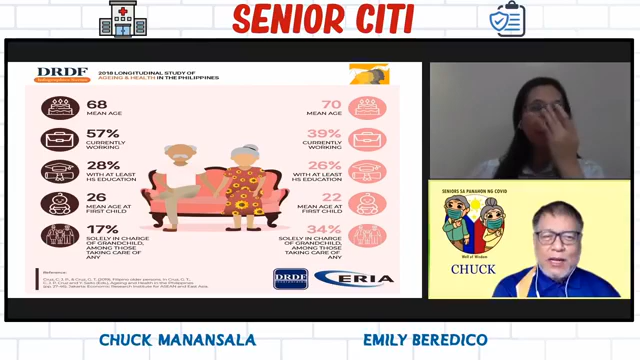 SENIOR CITI
DRDF
2018 LONGITUDINAL STUDY OF
AGEING & HEALTH IN THE PHILIPPINES
68
MEAN AGE
57%
CURRENTLY
WORKING
28%
WITH AT LEAST
HS EDUCATION
26
MEAN AGE AT
FIRST CHILD
17%
SOLELY IN CHARGE
OF GRANDCHILD,
AMONG THOSE
TAKING CARE OF
ANY
70
MEAN AGE
39%
CURRENTLY
WORKING
26%
WITH AT LEAST
HS EDUCATION
22
MEAN AGE AT
FIRST CHILD
34%
SOLELY IN CHARGE
OF GRANDCHILD,
AMONG THOSE
TAKING CARE OF
ANY
Reference:
DRDF
ERIA
SENIORS SA PANAHON NG COVID
Well of Wisdom
CHUCK
CHUCK MANANSALA
EMILY BEREDICO